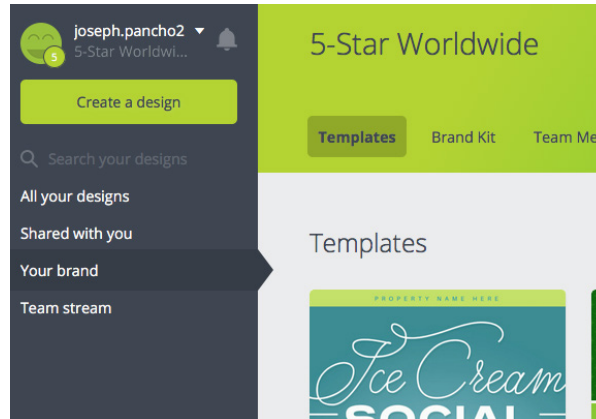 joseph.pancho2
5
5-Star Worldwi...
Create a design
Search your designs
All your designs
Shared with you
Your brand
Team stream
5-Star Worldwide
Templates Brand Kit Team Me
Templates
PROPERTY NAME HERE
Ice Cream
SOCIAL